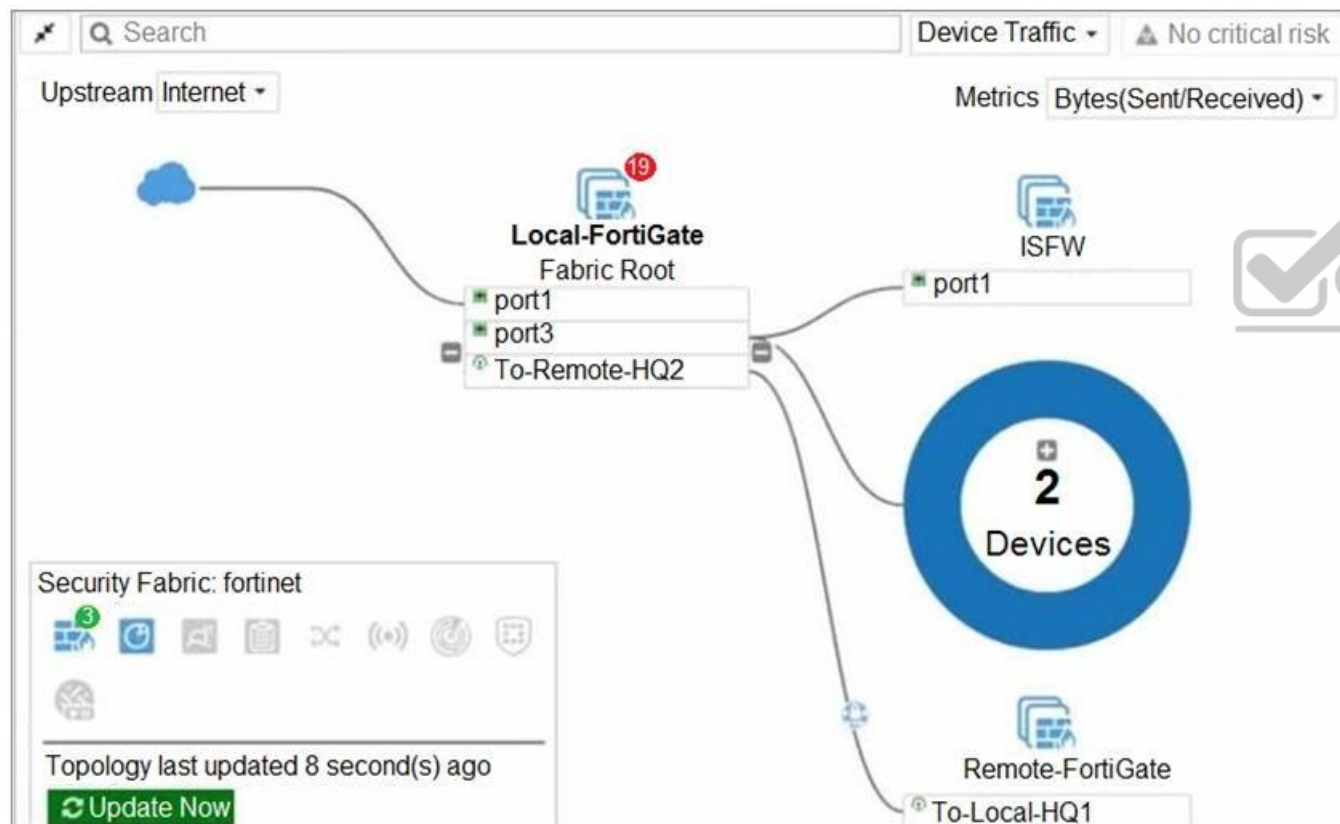 Search
Device Traffic
No critical risk
Upstream Internet
Metrics Bytes(Sent/Received)
19
Local-FortiGate
Fabric Root
port1
port3
To-Remote-HQ2
ISFW
port1
2
Devices
Security Fabric: fortinet
3
Topology last updated 8 second(s) ago
Update Now
Remote-FortiGate
To-Local-HQ1